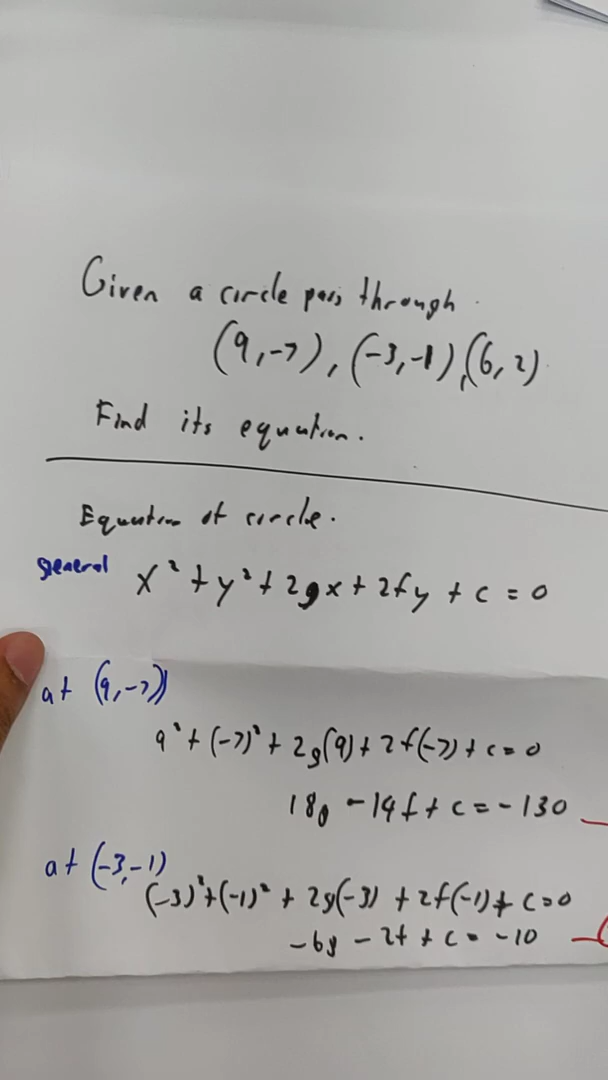 Given a circle pass through.
(9,-7), (-3,-1), (6, 2)
Find its equation.
Equation of circle.
general x² + y² + 2gx + 2fy + c = 0
at (9,-7)
9² + (-7)² + 2g(9) + 2f(-7) + c = 0
18g - 14f + c = -130
at (-3,-1)
(-3)² + (-1)² + 2g(-3) + 2f(-1) + c = 0
-6g - 2f + c = -10